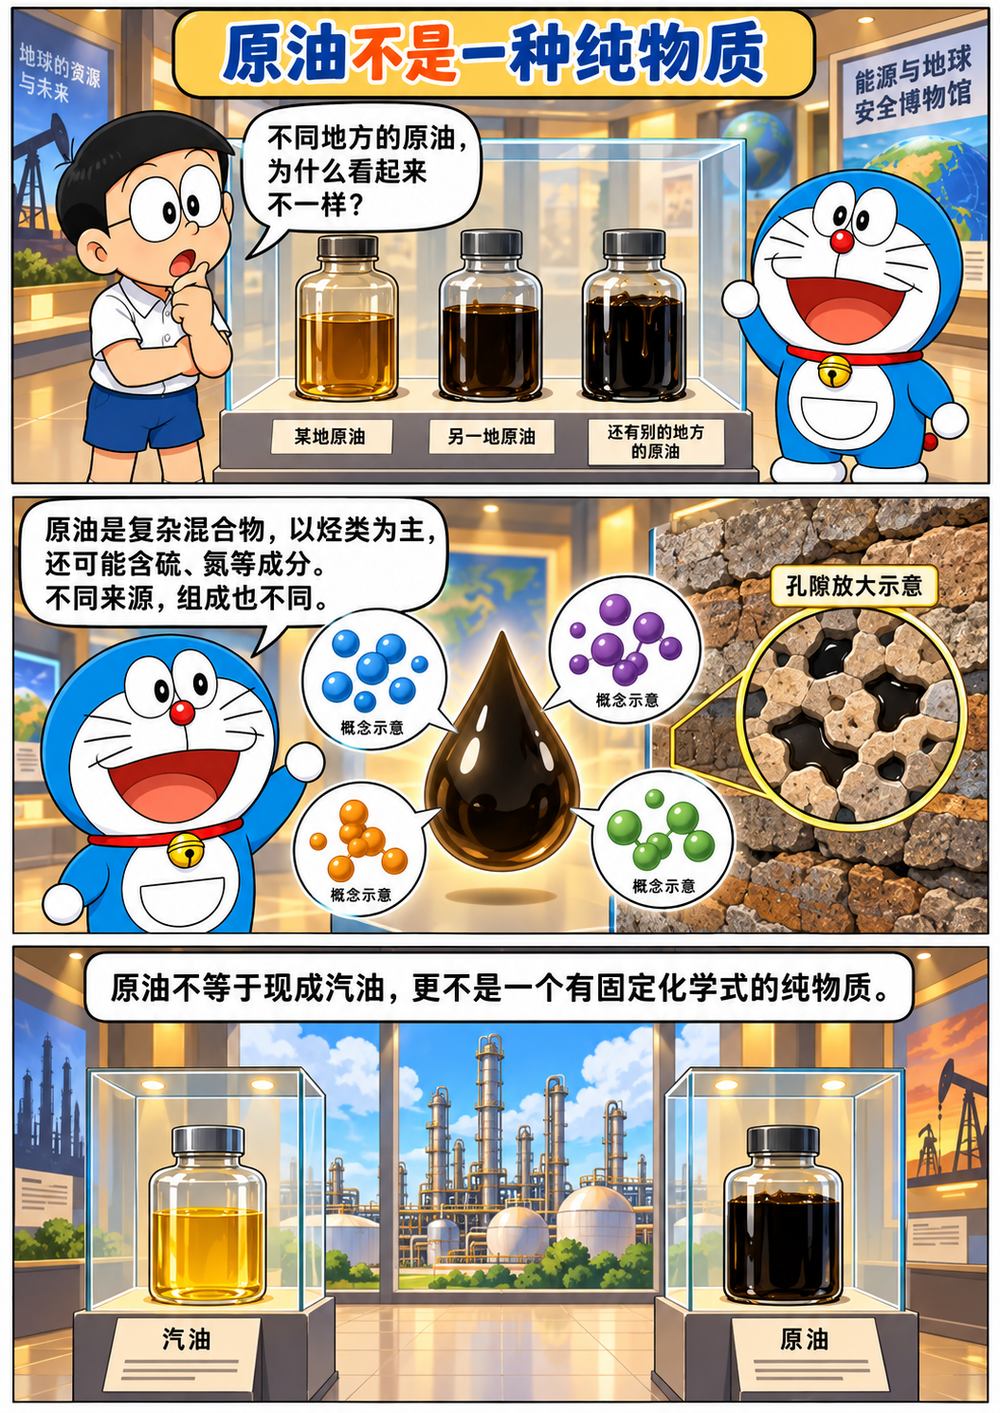 原油不是一种纯物质
地球的资源
与未来
能源与地球
安全博物馆
不同地方的原油，
为什么看起来
不一样？
某地原油
另一地原油
还有别的地方
的原油
原油是复杂混合物，以烃类为主，
还可能含硫、氮等成分。
不同来源，组成也不同。
孔隙放大示意
概念示意
概念示意
概念示意
概念示意
原油不等于现成汽油，更不是一个有固定化学式的纯物质。
汽油
原油